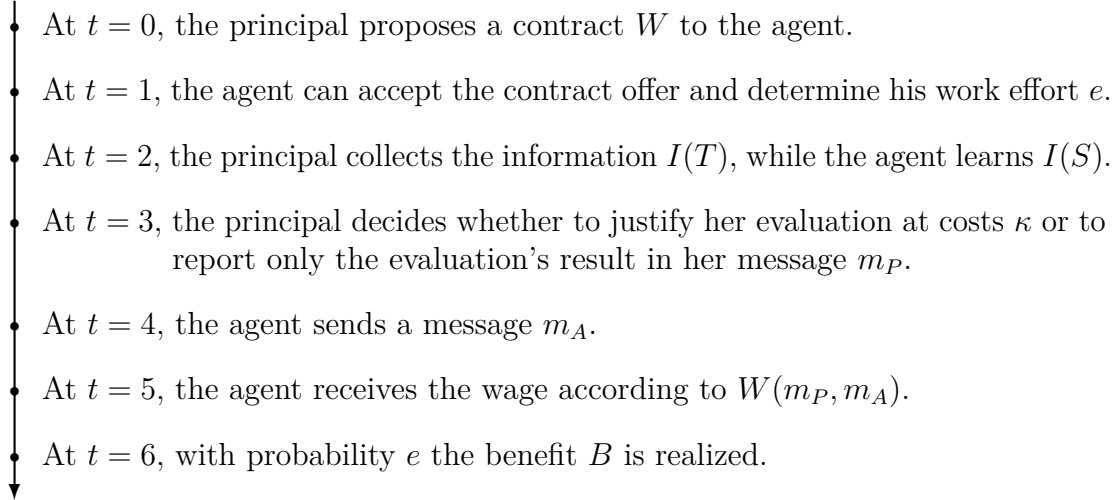 At t = 0, the principal proposes a contract W to the agent.
At t = 1, the agent can accept the contract offer and determine his work effort e.
At t = 2, the principal collects the information I(T), while the agent learns I(S).
At t = 3, the principal decides whether to justify her evaluation at costs κ or to
report only the evaluation's result in her message m_P.
At t = 4, the agent sends a message m_A.
At t = 5, the agent receives the wage according to W(m_P, m_A).
At t = 6, with probability e the benefit B is realized.